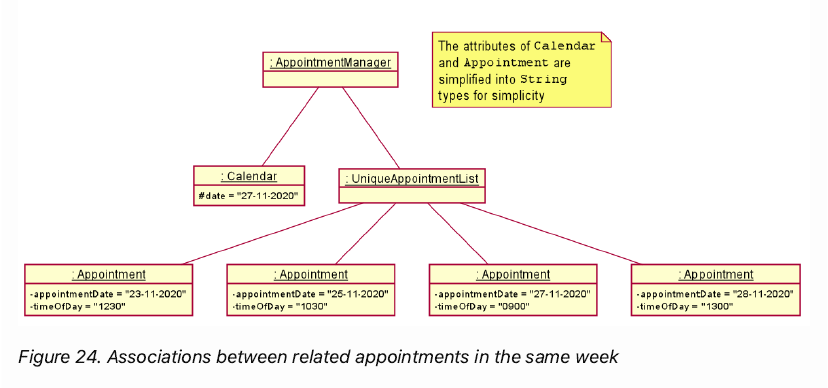 The attributes of Calendar
and Appointment are
simplified into String
types for simplicity
: AppointmentManager
: Calendar
#date = "27-11-2020"
: UniqueAppointmentList
: Appointment
-appointmentDate = "23-11-2020"
-timeOfDay = "1230"
: Appointment
-appointmentDate = "25-11-2020"
-timeOfDay = "1030"
: Appointment
-appointmentDate = "27-11-2020"
-timeOfDay = "0900"
: Appointment
-appointmentDate = "28-11-2020"
-timeOfDay = "1300"
Figure 24. Associations between related appointments in the same week